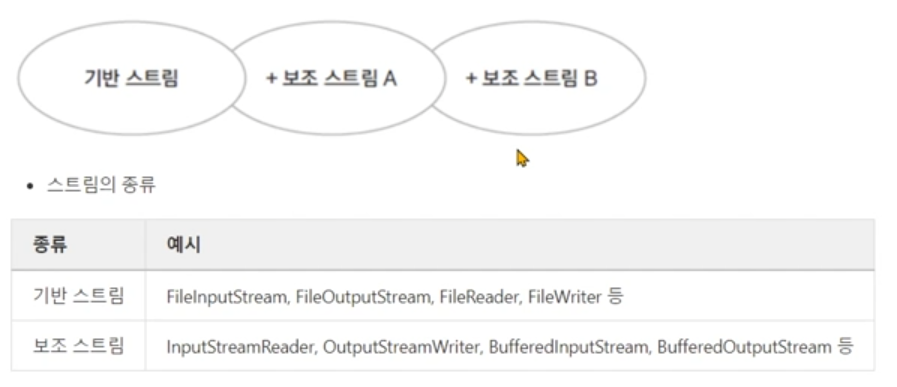 기반 스트림 + 보조 스트림 A + 보조 스트림 B
스트림의 종류
종류 예시
기반 스트림 FileInputStream, FileOutputStream, FileReader, FileWriter 등
보조 스트림 InputStreamReader, OutputStreamWriter, BufferedInputStream, BufferedOutputStream 등